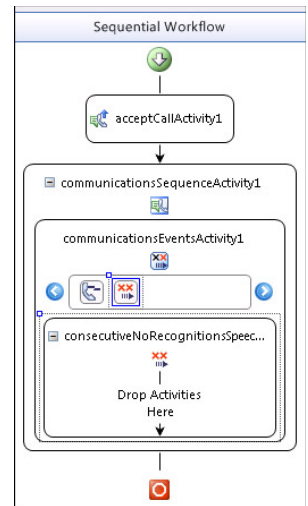 Sequential Workflow
acceptCallActivity1
communicationsSequenceActivity1
communicationsEventsActivity1
consecutiveNoRecognitionsSpeec...
Drop Activities
Here